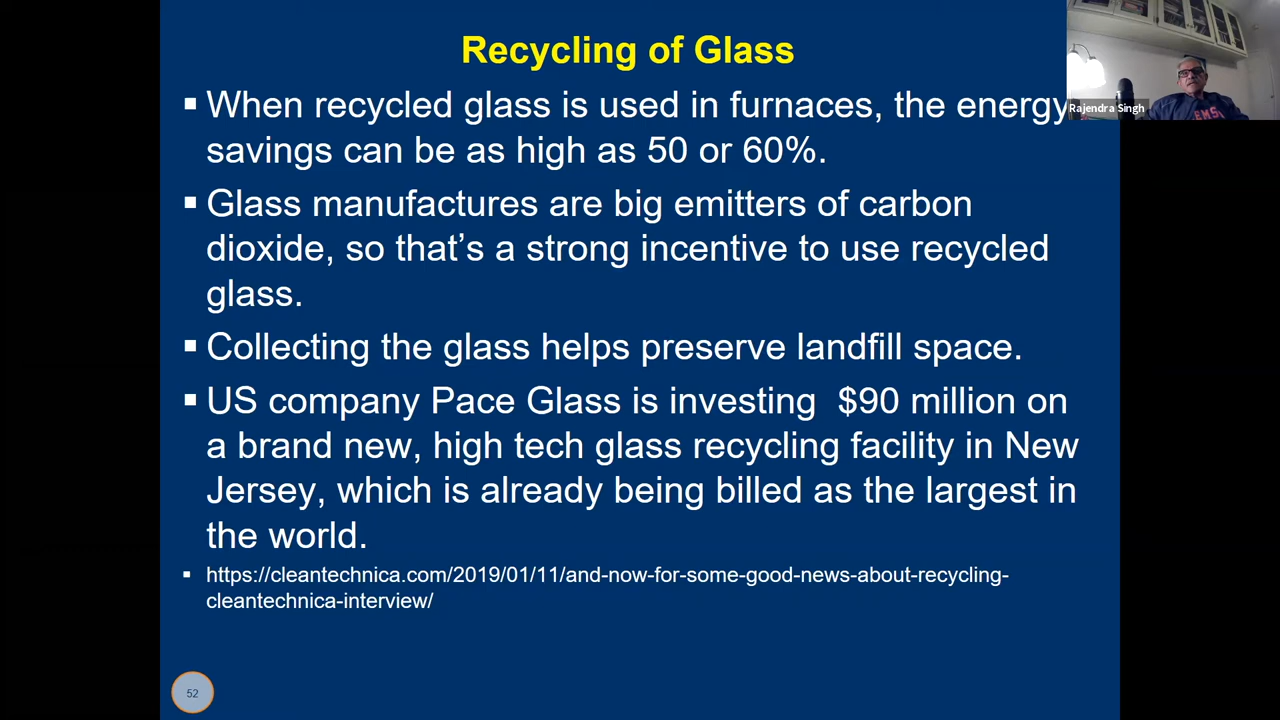 Recycling of Glass
▪ When recycled glass is used in furnaces, the energy
savings can be as high as 50 or 60%.
▪ Glass manufactures are big emitters of carbon
dioxide, so that’s a strong incentive to use recycled
glass.
▪ Collecting the glass helps preserve landfill space.
▪ US company Pace Glass is investing  $90 million on
a brand new, high tech glass recycling facility in New
Jersey, which is already being billed as the largest in
the world.
▪ https://cleantechnica.com/2019/01/11/and-now-for-some-good-news-about-recycling-
cleantechnica-interview/
52
Rajendra Singh